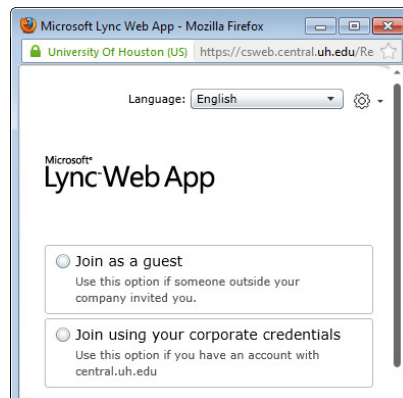 Microsoft Lync Web App - Mozilla Firefox
University Of Houston (US) https://csweb.central.uh.edu/Re
Language: English
Microsoft®
Lync™Web App
Join as a guest
Use this option if someone outside your
company invited you.
Join using your corporate credentials
Use this option if you have an account with
central.uh.edu